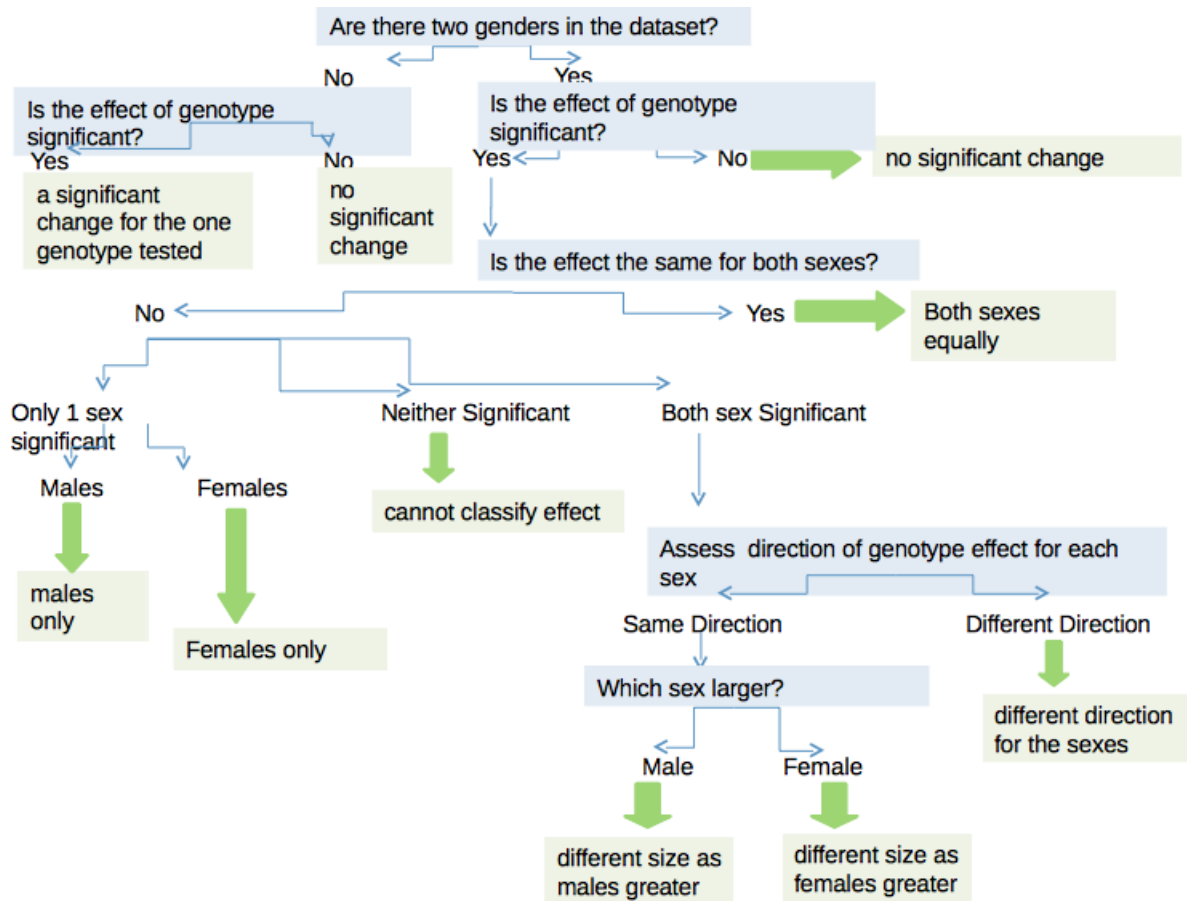 Are there two genders in the dataset?
No
Yes
Is the effect of genotype
significant?
Yes
No
a significant
change for the one
genotype tested
no
significant
change
Is the effect of genotype
significant?
Yes
No
no significant change
Is the effect the same for both sexes?
No
Yes
Both sexes
equally
Only 1 sex
significant
Neither Significant
Both sex Significant
Males
Females
cannot classify effect
males
only
Females only
Assess direction of genotype effect for each
sex
Same Direction
Different Direction
Which sex larger?
different direction
for the sexes
Male
Female
different size as
males greater
different size as
females greater